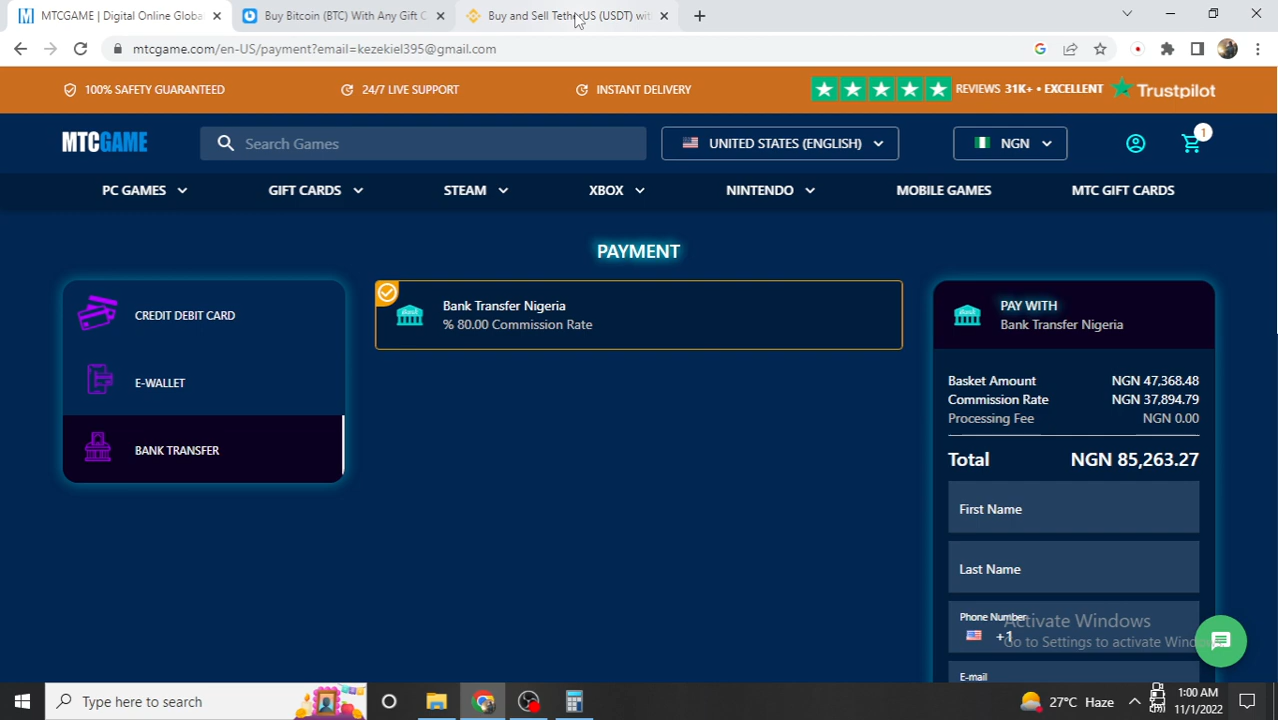 MTCGAME | Digital Online Globa
Buy Bitcoin (BTC) With Any Gift C
Buy and Sell TetherUS (USDT) wit
mtcgame.com/en-US/payment?email=kezekiel395@gmail.com
100% SAFETY GUARANTEED
24/7 LIVE SUPPORT
INSTANT DELIVERY
REVIEWS 31K+ • EXCELLENT
Trustpilot
MTCGAME
Search Games
UNITED STATES (ENGLISH)
NGN
1
PC GAMES
GIFT CARDS
STEAM
XBOX
NINTENDO
MOBILE GAMES
MTC GIFT CARDS
PAYMENT
CREDIT DEBIT CARD
E-WALLET
BANK TRANSFER
Bank Transfer Nigeria
% 80.00 Commission Rate
PAY WITH
Bank Transfer Nigeria
Basket Amount NGN 47,368.48
Commission Rate NGN 37,894.79
Processing Fee NGN 0.00
Total NGN 85,263.27
First Name
Last Name
Phone Number
+1
E-mail
Activate Windows
Go to Settings to activate Windo
Type here to search
27°C Haze
1:00 AM
11/1/2022